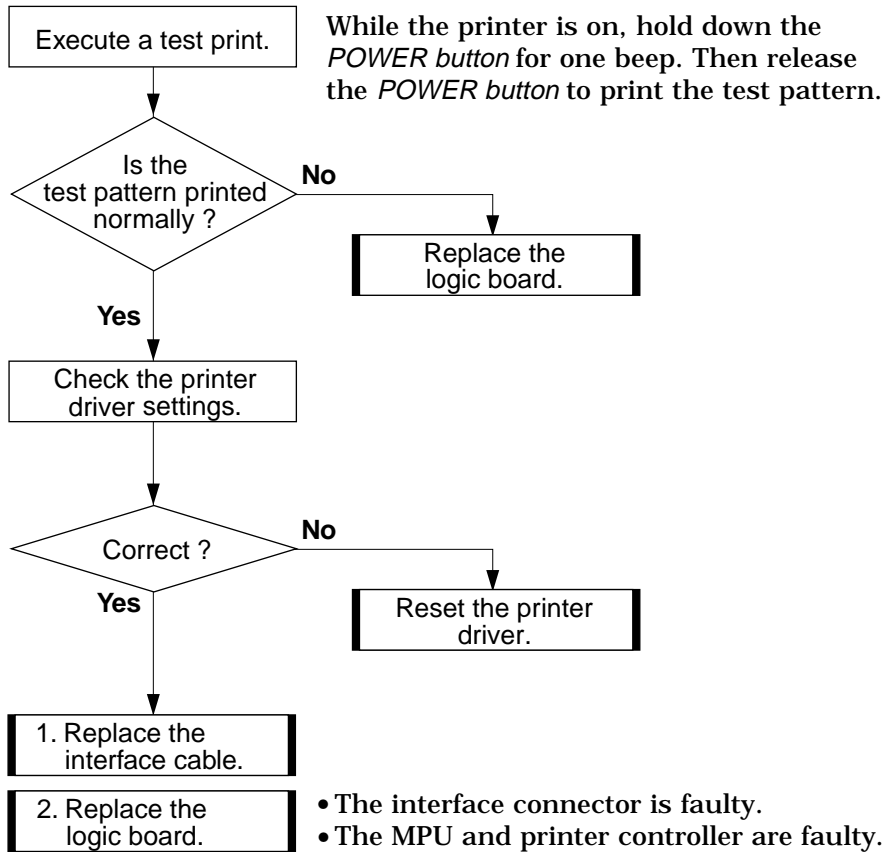 Execute a test print.
While the printer is on, hold down the
POWER button for one beep. Then release
the POWER button to print the test pattern.
Is the
test pattern printed
normally ?
No
Replace the
logic board.
Yes
Check the printer
driver settings.
Correct ?
No
Reset the printer
driver.
Yes
1. Replace the
interface cable.
2. Replace the
logic board.
• The interface connector is faulty.
• The MPU and printer controller are faulty.